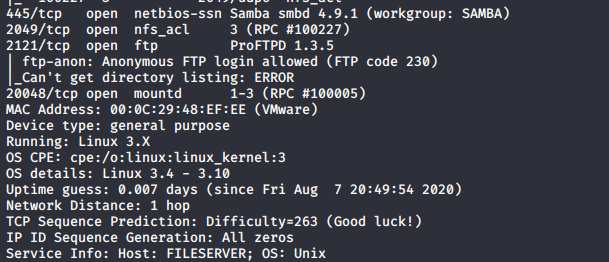 445/tcp open netbios-ssn Samba smbd 4.9.1 (workgroup: SAMBA)
2049/tcp open nfs_acl 3 (RPC #100227)
2121/tcp open ftp ProFTPD 1.3.5
| ftp-anon: Anonymous FTP login allowed (FTP code 230)
|_Can't get directory listing: ERROR
20048/tcp open mountd 1-3 (RPC #100005)
MAC Address: 00:0C:29:48:EF:EE (VMware)
Device type: general purpose
Running: Linux 3.X
OS CPE: cpe:/o:linux:linux_kernel:3
OS details: Linux 3.4 - 3.10
Uptime guess: 0.007 days (since Fri Aug 7 20:49:54 2020)
Network Distance: 1 hop
TCP Sequence Prediction: Difficulty=263 (Good luck!)
IP ID Sequence Generation: All zeros
Service Info: Host: FILESERVER; OS: Unix